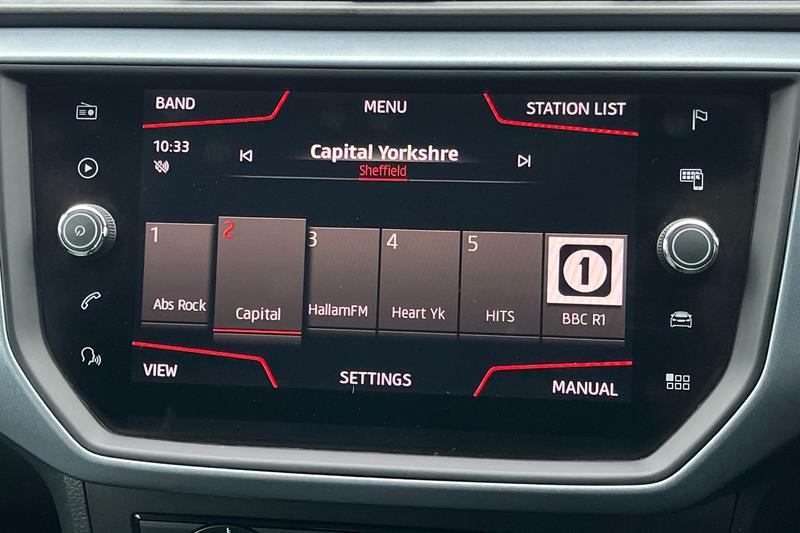 BAND
MENU
STATION LIST
10:33
Capital Yorkshre
Sheffield
1
2
3
4
5
1
Abs Rock
Capital
HallamFM
Heart Yk
HITS
BBC R1
VIEW
SETTINGS
MANUAL